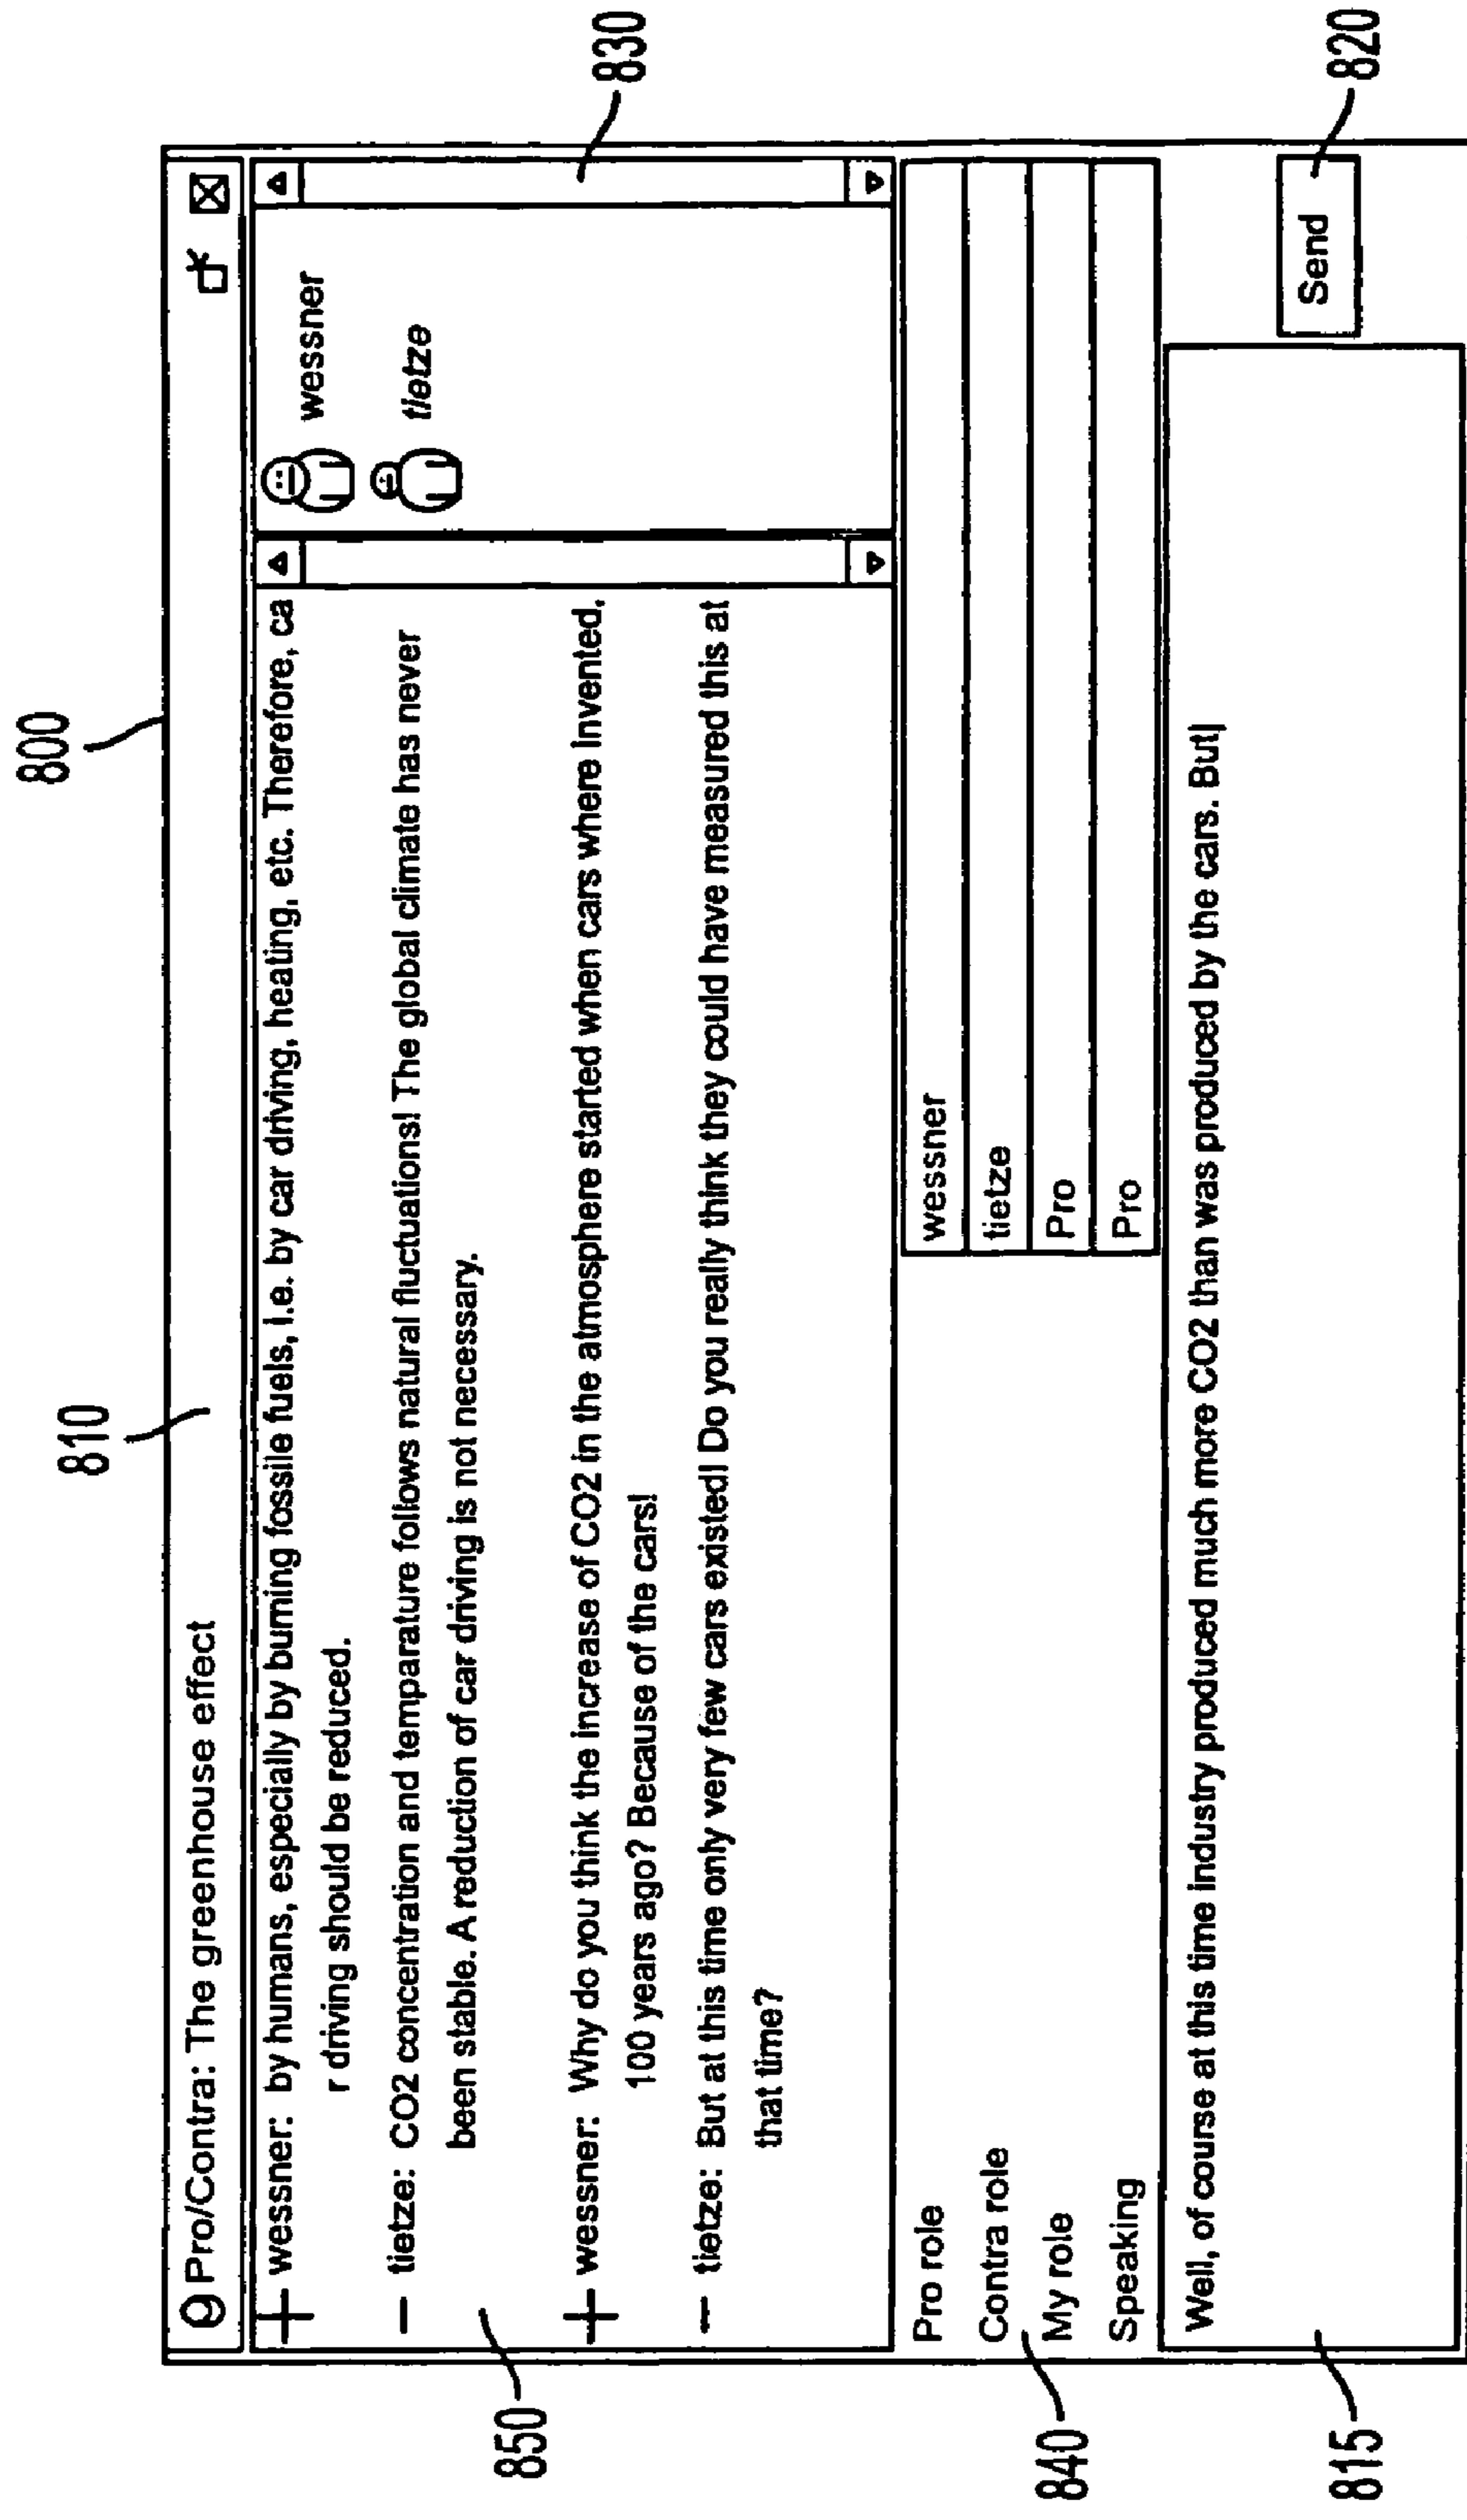 800
810
Pro/Contra: The greenhouse effect
+ wessner: by humans, especially by burning fossile fuels, i.e. by car driving, heating, etc. Therefore, ca
r driving should be reduced.
– tietze: CO2 concentration and temparature follows natural fluctuations! The global climate has never
been stable. A reduction of car driving is not necessary.
+ wessner: Why do you think the increase of CO2 in the atmosphere started when cars where invented,
100 years ago? Because of the cars!
– tietze: But at this time only very few cars existed! Do you really think they could have measured this at
that time?
wessner
tietze
830
850
Pro role wessner
Contra role tietze
My role Pro
Speaking Pro
840
Well, of course at this time industry produced much more CO2 than was produced by the cars. But|
Send
815
820